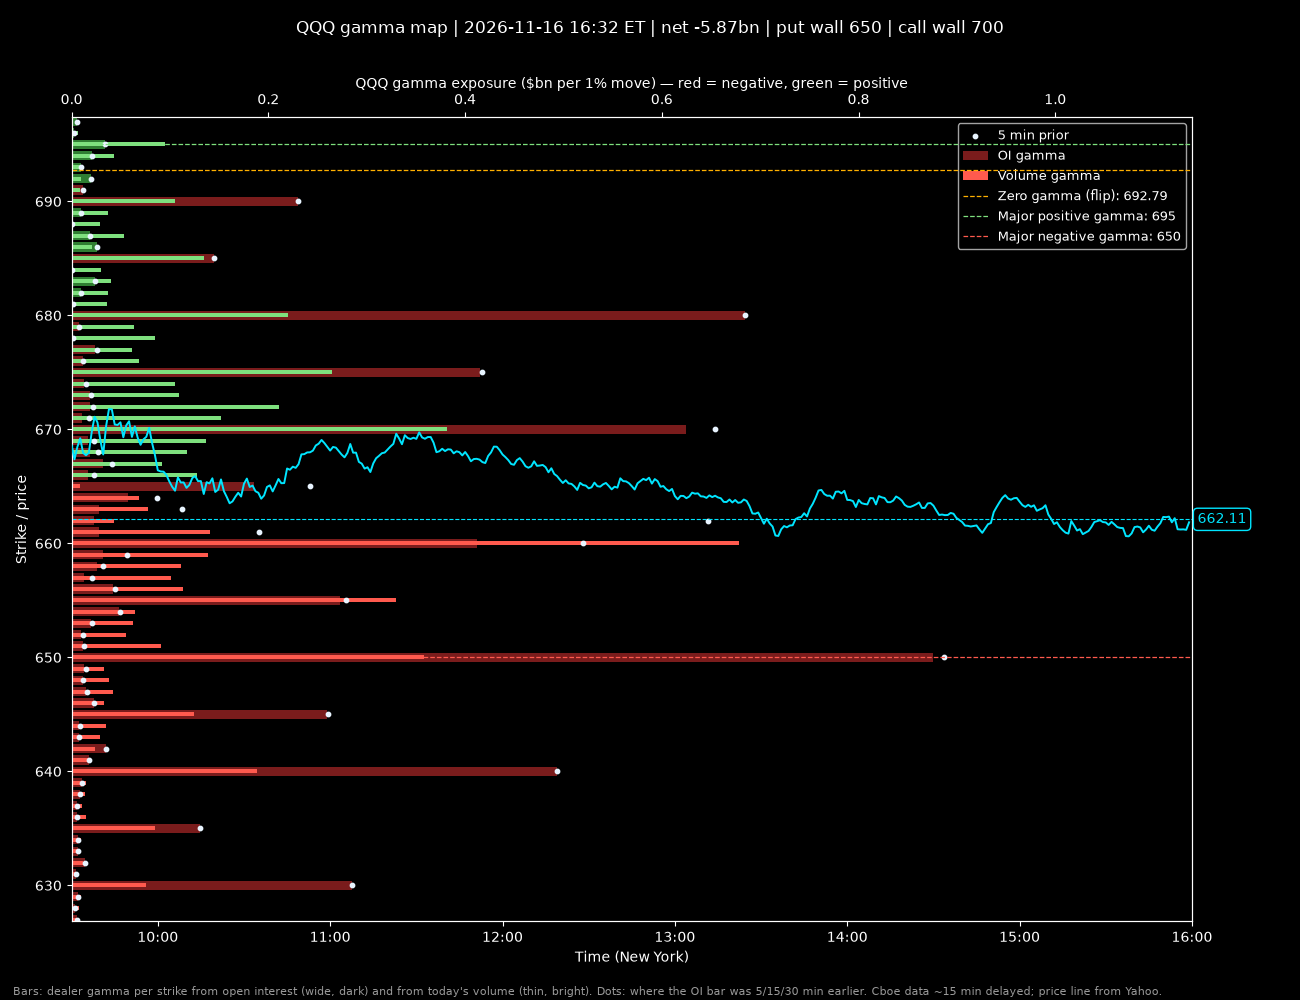 QQQ gamma map | 2026-11-16 16:32 ET | net -5.87bn | put wall 650 | call wall 700
QQQ gamma exposure ($bn per 1% move) — red = negative, green = positive
0.0 0.2 0.4 0.6 0.8 1.0
5 min prior
OI gamma
Volume gamma
Zero gamma (flip): 692.79
Major positive gamma: 695
Major negative gamma: 650
690
680
670
660
650
640
630
Strike / price
662.11
10:00 11:00 12:00 13:00 14:00 15:00 16:00
Time (New York)
Bars: dealer gamma per strike from open interest (wide, dark) and from today's volume (thin, bright). Dots: where the OI bar was 5/15/30 min earlier. Cboe data ~15 min delayed; price line from Yahoo.